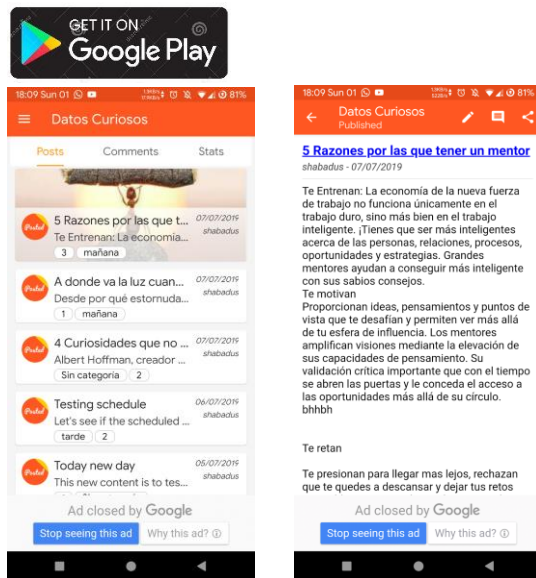 GET IT ON
Google Play
18:09 Sun 01
81%
Datos Curiosos
Posts
Comments
Stats
5 Razones por las que t...
07/07/2019
Te Entrenan: La economía...
shabadus
3
mañana
A donde va la luz cuan...
07/07/2019
Desde por qué estornuda...
shabadus
1
mañana
4 Curiosidades que no ...
07/07/2019
Albert Hoffman, creador ...
shabadus
Sin categoría
2
Testing schedule
06/07/2019
Let's see if the scheduled ...
shabadus
tarde
2
Today new day
05/07/2019
This new content is to tes...
shabadus
Ad closed by Google
Stop seeing this ad
Why this ad?
18:09 Sun 01
81%
Datos Curiosos
Published
5 Razones por las que tener un mentor
shabadus - 07/07/2019
Te Entrenan: La economía de la nueva fuerza
de trabajo no funciona únicamente en el
trabajo duro, sino más bien en el trabajo
inteligente. ¡Tienes que ser más inteligentes
acerca de las personas, relaciones, procesos,
oportunidades y estrategias. Grandes
mentores ayudan a conseguir más inteligente
con sus sabios consejos.
Te motivan
Proporcionan ideas, pensamientos y puntos de
vista que te desafían y permiten ver más allá
de tu esfera de influencia. Los mentores
amplifican visiones mediante la elevación de
sus capacidades de pensamiento. Su
validación crítica importante que con el tiempo
se abren las puertas y le conceda el acceso a
las oportunidades más allá de su círculo.
bhhbh
Te retan
Te presionan para llegar mas lejos, rechazan
que te quedes a descansar y dejar tus retos
Ad closed by Google
Stop seeing this ad
Why this ad?